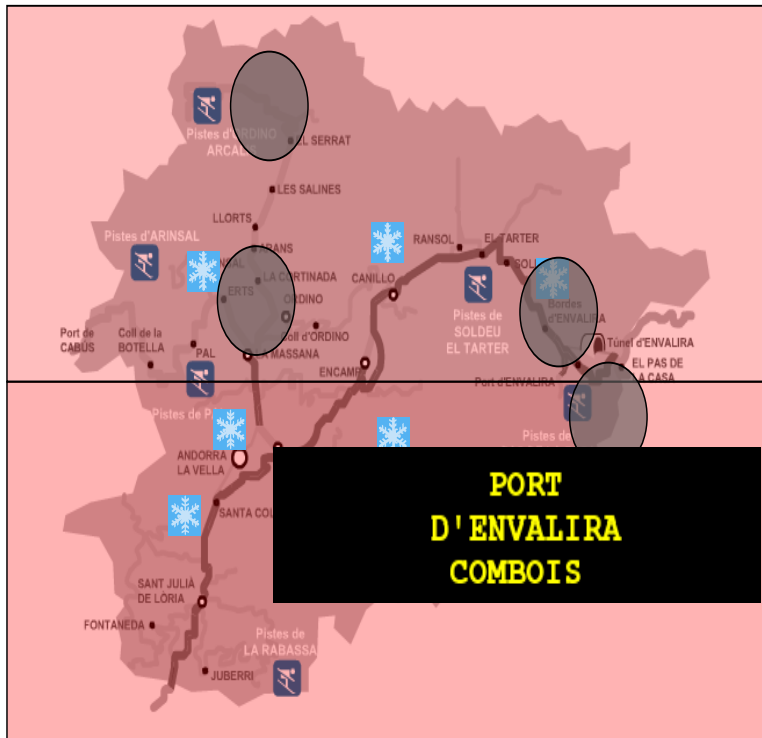 Pistes d'ORDINO
ARCALÍS
EL SERRAT
LES SALINES
LLORTS
ARANS
Pistes d'ARINSAL
LA CORTINADA
ERTS
ORDINO
Coll d'ORDINO
CANILLO
RANSOL
EL TARTER
Pistes de
SOLDEU
EL TARTER
Bordes
d'ENVALIRA
Túnel d'ENVALIRA
Port d'ENVALIRA
EL PAS DE
LA CASA
Port de
CABÚS
Coll de la
BOTELLA
PAL
LA MASSANA
ENCAMP
Pistes de
Pistes de
ANDORRA
LA VELLA
SANTA
PORT
D'ENVALIRA
COMBOIS
SANT JULIÀ
DE LÒRIA
FONTANEDA
Pistes de
LA RABASSA
JUBERRI